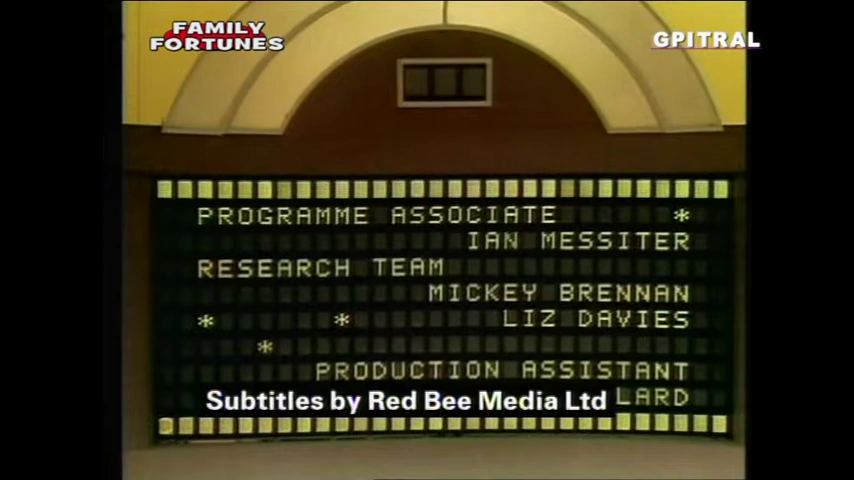 FAMILY
FORTUNES
GPITRAL
PROGRAMME ASSOCIATE *
IAN MESSITER
RESEARCH TEAM
MICKEY BRENNAN
* * LIZ DAVIES
*
PRODUCTION ASSISTANT
LARD
Subtitles by Red Bee Media Ltd